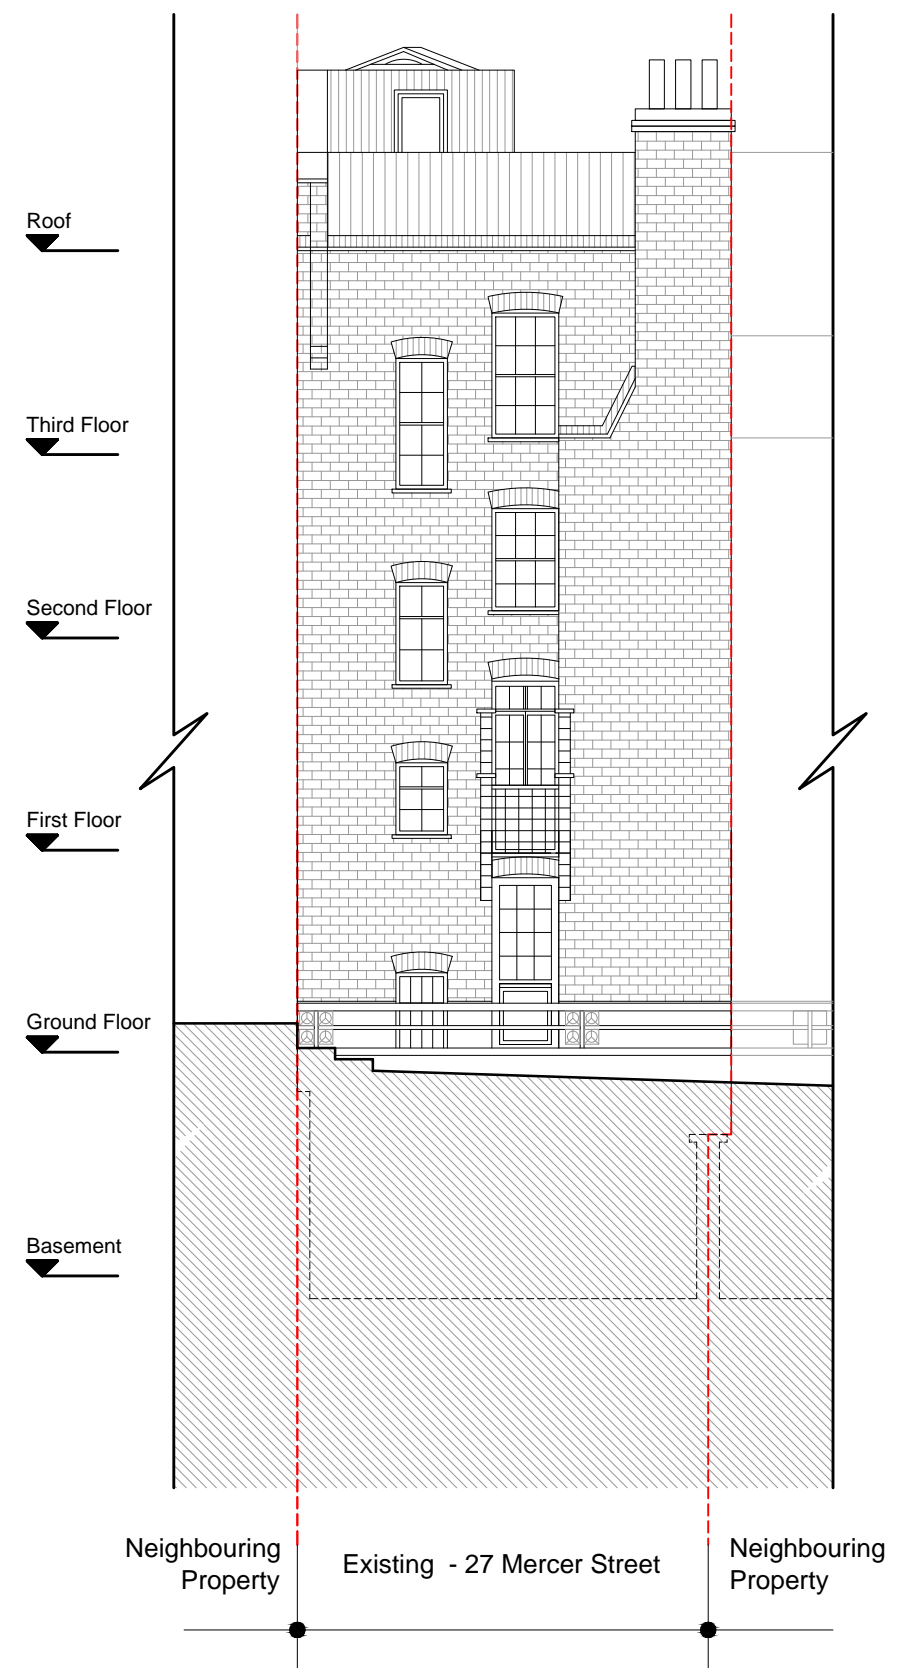 Roof
Third Floor
Second Floor
First Floor
Ground Floor
Basement
Neighbouring
Property
Existing - 27 Mercer Street
Neighbouring
Property